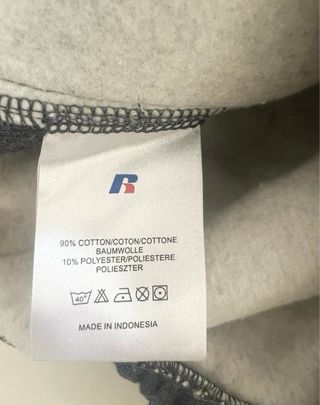 R
90% COTTON/COTON/COTTONE
BAUMWOLLE
10% POLYESTER/POLIESTERE
POLIESZTER
40°
MADE IN INDONESIA